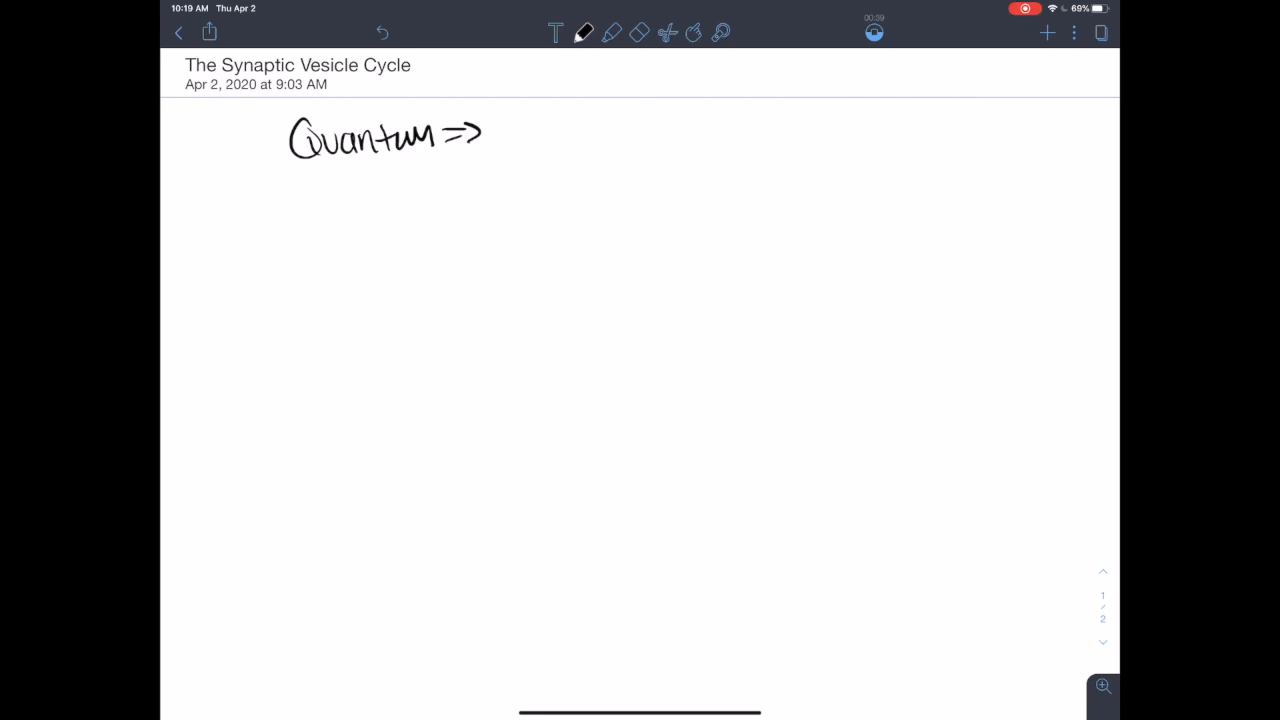 10:19 AM Thu Apr 2 69%
00:59
The Synaptic Vesicle Cycle
Apr 2, 2020 at 9:03 AM
Quantum =>
1
/
2